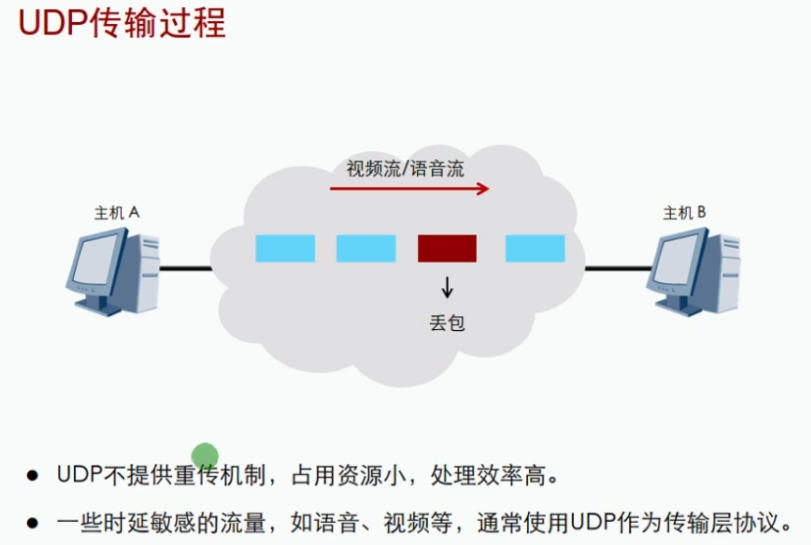 UDP传输过程
视频流/语音流
主机 A
主机 B
丢包
UDP不提供重传机制，占用资源小，处理效率高。
一些时延敏感的流量，如语音、视频等，通常使用UDP作为传输层协议。